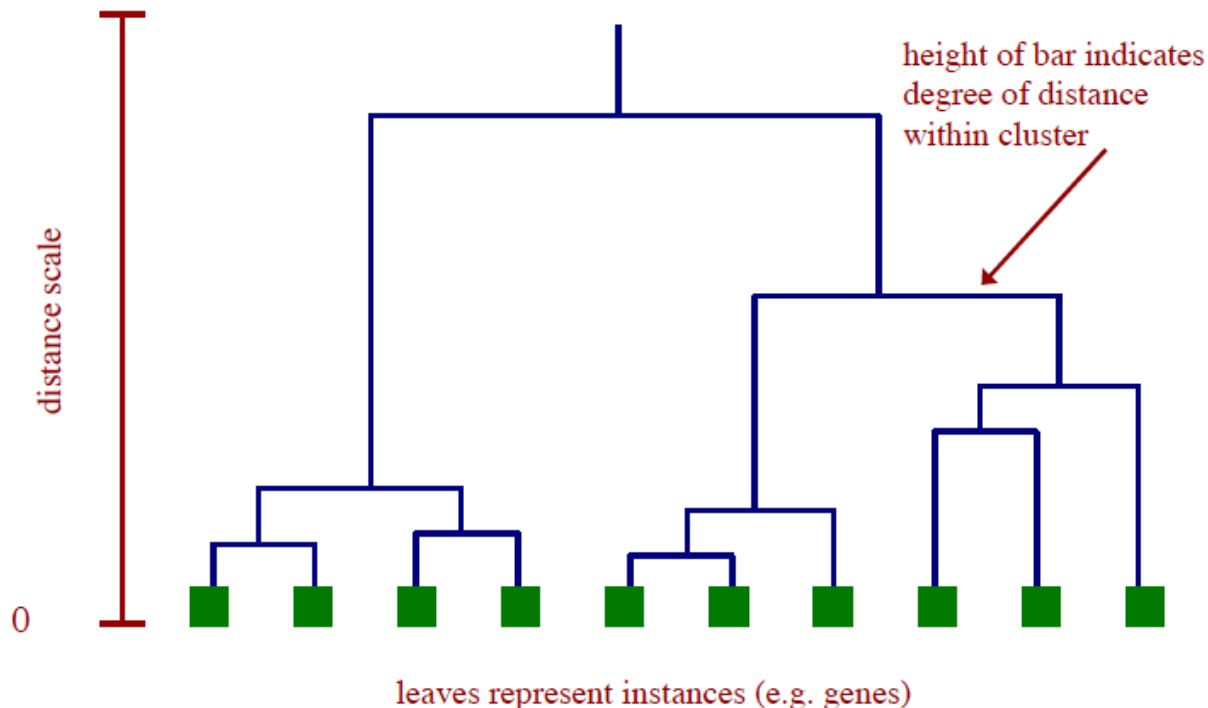 height of bar indicates
degree of distance
within cluster
distance scale
0
leaves represent instances (e.g. genes)